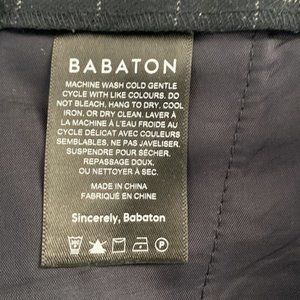 BABATON
MACHINE WASH COLD GENTLE
CYCLE WITH LIKE COLOURS. DO
NOT BLEACH, HANG TO DRY, COOL
IRON, OR DRY CLEAN. LAVER À
LA MACHINE À L'EAU FROIDE AU
CYCLE DÉLICAT AVEC COULEURS
SEMBLABLES, NE PAS JAVELISER.
SUSPENDRE POUR SÉCHER.
REPASSAGE DOUX.
OU NETTOYER À SEC.
MADE IN CHINA
FABRIQUÉ EN CHINE
Sincerely, Babaton
P